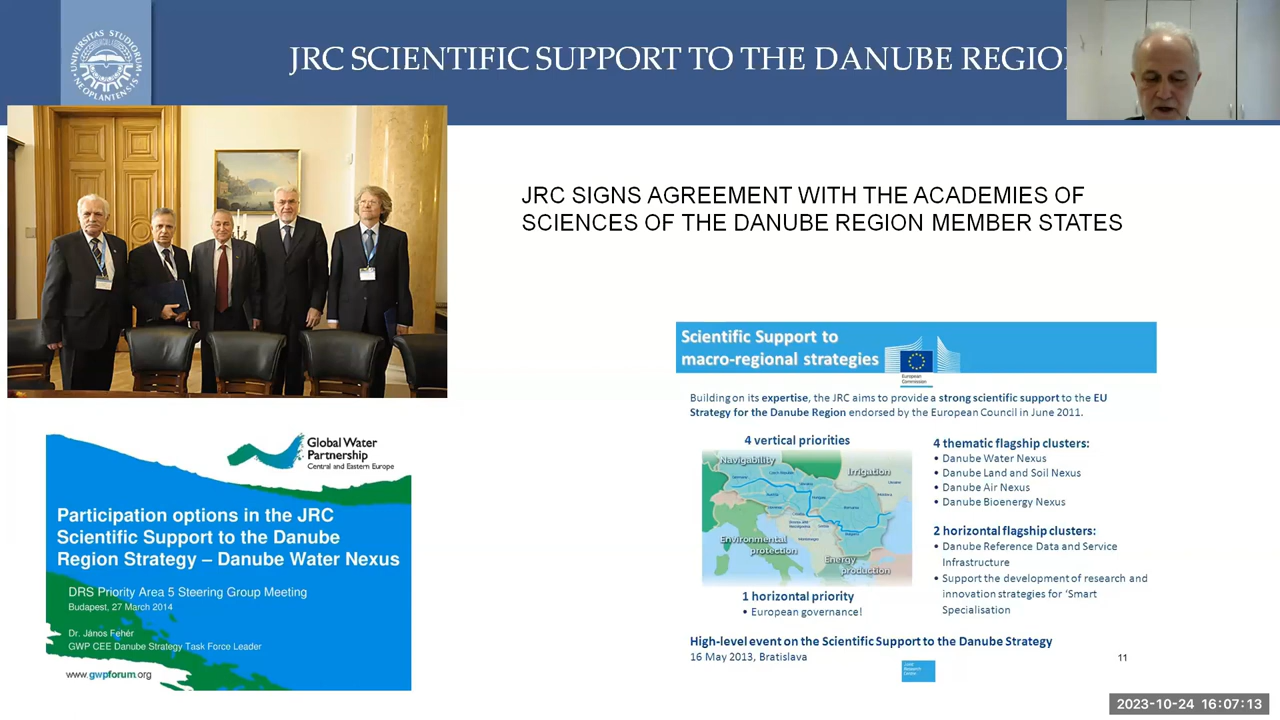 UNIVERSITAS STUDIORUM
NEOPLANTENSIS
JRC SCIENTIFIC SUPPORT TO THE DANUBE REGIO
JRC SIGNS AGREEMENT WITH THE ACADEMIES OF
SCIENCES OF THE DANUBE REGION MEMBER STATES
Global Water
Partnership
Central and Eastern Europe
Participation options in the JRC
Scientific Support to the Danube
Region Strategy – Danube Water Nexus
DRS Priority Area 5 Steering Group Meeting
Budapest, 27 March 2014
Dr. János Fehér
GWP CEE Danube Strategy Task Force Leader
www.gwpforum.org
Scientific Support to
macro-regional strategies
European
Commission
Building on its expertise, the JRC aims to provide a strong scientific support to the EU
Strategy for the Danube Region endorsed by the European Council in June 2011.
4 vertical priorities
Navigability
Irrigation
Environmental
protection
Energy
production
1 horizontal priority
• European governance!
4 thematic flagship clusters:
• Danube Water Nexus
• Danube Land and Soil Nexus
• Danube Air Nexus
• Danube Bioenergy Nexus
2 horizontal flagship clusters:
• Danube Reference Data and Service
Infrastructure
• Support the development of research and
innovation strategies for ‘Smart
Specialisation
High-level event on the Scientific Support to the Danube Strategy
16 May 2013, Bratislava
Joint
Research
Centre
11
2023-10-24 16:07:13